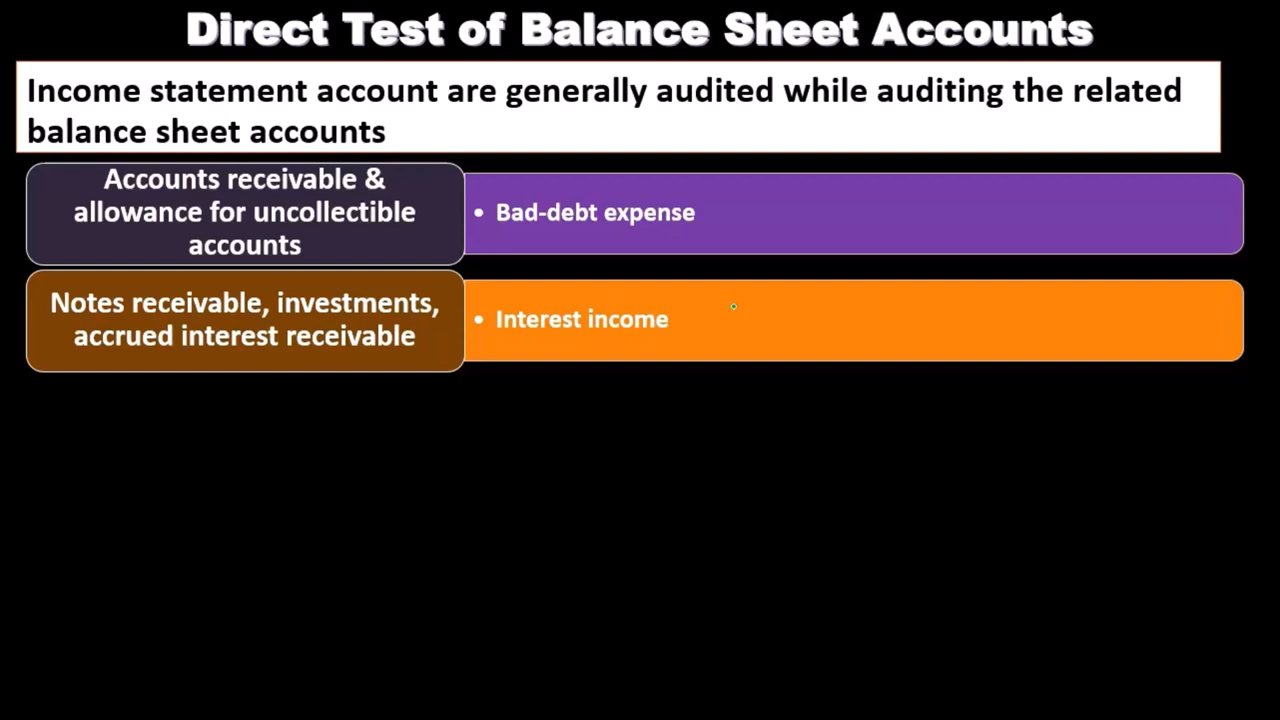 Direct Test of Balance Sheet Accounts
Income statement account are generally audited while auditing the related
balance sheet accounts
Accounts receivable &
allowance for uncollectible
accounts
• Bad-debt expense
Notes receivable, investments,
accrued interest receivable
• Interest income